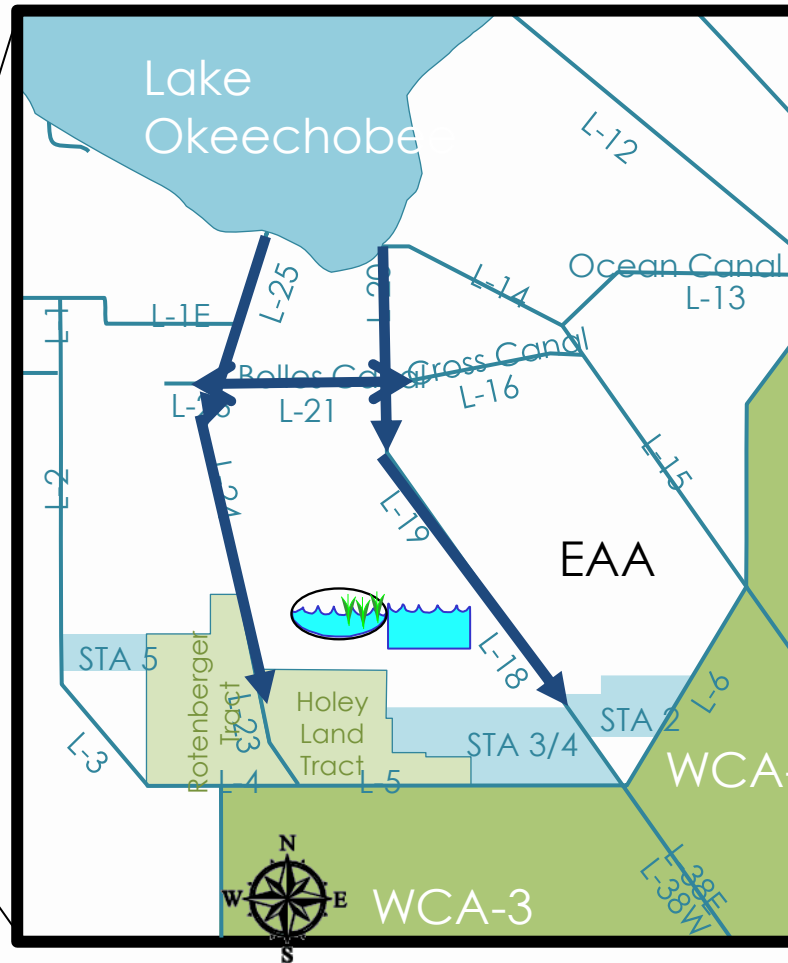 Lake
Okeechobee
L-12
Ocean Canal
L-13
L-25
L-20
L-14
L-1
L-1E
Bolles Canal
Cross Canal
L-16
L-21
L-2
L-15
L-19
EAA
STA 5
Rotenberger
Tract
L-23
Holey
Land
Tract
L-18
STA 3/4
STA 2
L-6
L-3
L-4
L-5
WCA-
WCA-3
L-38E
L-38W
N
W
E
S